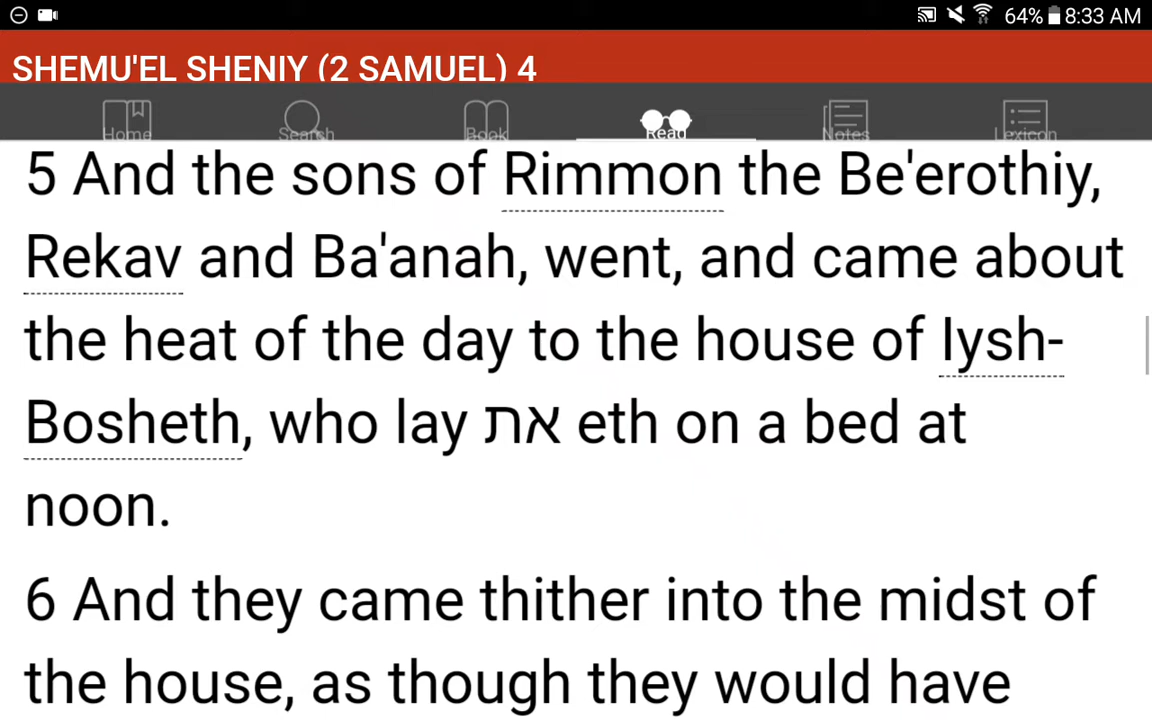 64% 8:33 AM
SHEMU'EL SHENIY (2 SAMUEL) 4
Home Search Book Read Notes Lexicon
5 And the sons of Rimmon the Be'erothiy,
Rekav and Ba'anah, went, and came about
the heat of the day to the house of Iysh-
Bosheth, who lay את eth on a bed at
noon.
6 And they came thither into the midst of
the house, as though they would have